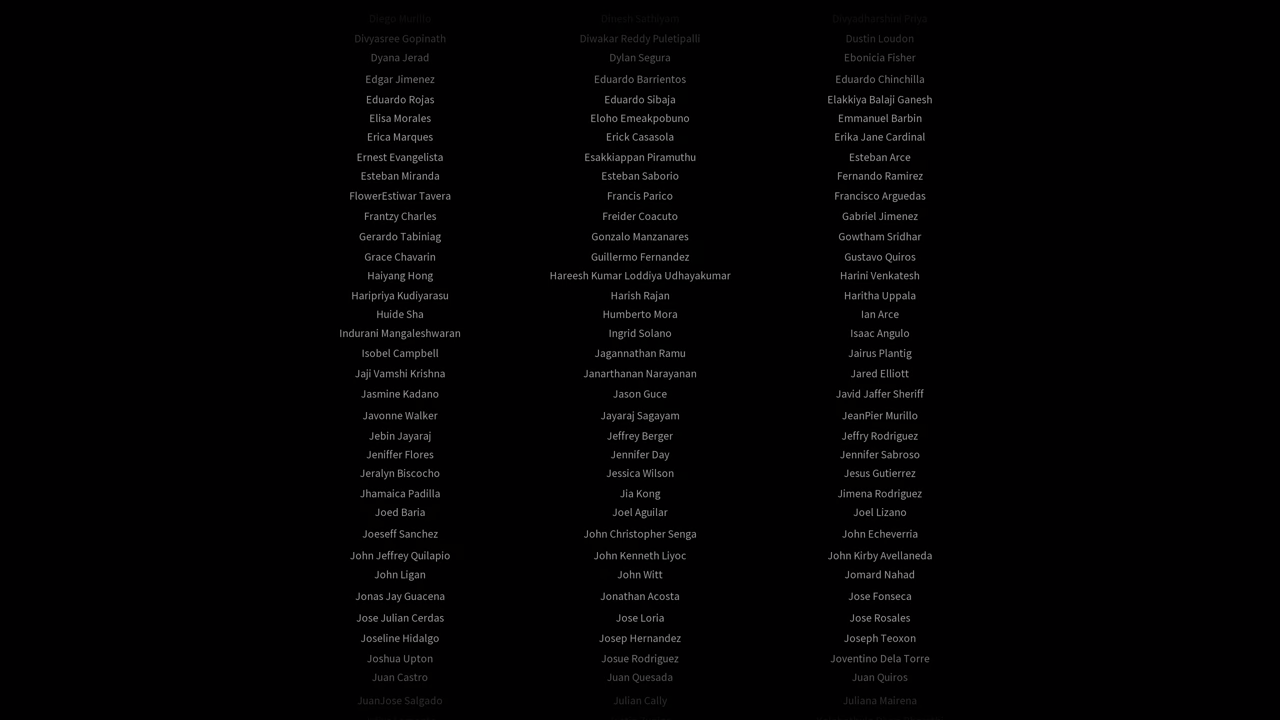 Diego Murillo Dinesh Sathiyam Divyadharshini Priya
Divyasree Gopinath Diwakar Reddy Puletipalli Dustin Loudon
Dyana Jerad Dylan Segura Ebonicia Fisher
Edgar Jimenez Eduardo Barrientos Eduardo Chinchilla
Eduardo Rojas Eduardo Sibaja Elakkiya Balaji Ganesh
Elisa Morales Eloho Emeakpobuno Emmanuel Barbin
Erica Marques Erick Casasola Erika Jane Cardinal
Ernest Evangelista Esakkiappan Piramuthu Esteban Arce
Esteban Miranda Esteban Saborio Fernando Ramirez
FlowerEstiwar Tavera Francis Parico Francisco Arguedas
Frantzy Charles Freider Coacuto Gabriel Jimenez
Gerardo Tabiniag Gonzalo Manzanares Gowtham Sridhar
Grace Chavarin Guillermo Fernandez Gustavo Quiros
Haiyang Hong Hareesh Kumar Loddiya Udhayakumar Harini Venkatesh
Haripriya Kudiyarasu Harish Rajan Haritha Uppala
Huide Sha Humberto Mora Ian Arce
Indurani Mangaleshwaran Ingrid Solano Isaac Angulo
Isobel Campbell Jagannathan Ramu Jairus Plantig
Jaji Vamshi Krishna Janarthanan Narayanan Jared Elliott
Jasmine Kadano Jason Guce Javid Jaffer Sheriff
Javonne Walker Jayaraj Sagayam JeanPier Murillo
Jebin Jayaraj Jeffrey Berger Jeffry Rodriguez
Jeniffer Flores Jennifer Day Jennifer Sabroso
Jeralyn Biscocho Jessica Wilson Jesus Gutierrez
Jhamaica Padilla Jia Kong Jimena Rodriguez
Joed Baria Joel Aguilar Joel Lizano
Joeseff Sanchez John Christopher Senga John Echeverria
John Jeffrey Quilapio John Kenneth Liyoc John Kirby Avellaneda
John Ligan John Witt Jomard Nahad
Jonas Jay Guacena Jonathan Acosta Jose Fonseca
Jose Julian Cerdas Jose Loria Jose Rosales
Joseline Hidalgo Josep Hernandez Joseph Teoxon
Joshua Upton Josue Rodriguez Joventino Dela Torre
Juan Castro Juan Quesada Juan Quiros
JuanJose Salgado Julian Cally Juliana Mairena